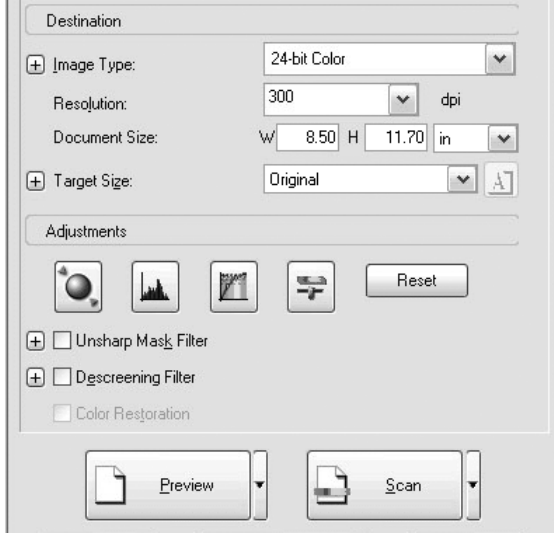 Destination
Image Type: 24-bit Color
Resolution: 300 dpi
Document Size: W 8.50 H 11.70 in
Target Size: Original A
Adjustments
Reset
Unsharp Mask Filter
Descreening Filter
Color Restoration
Preview Scan